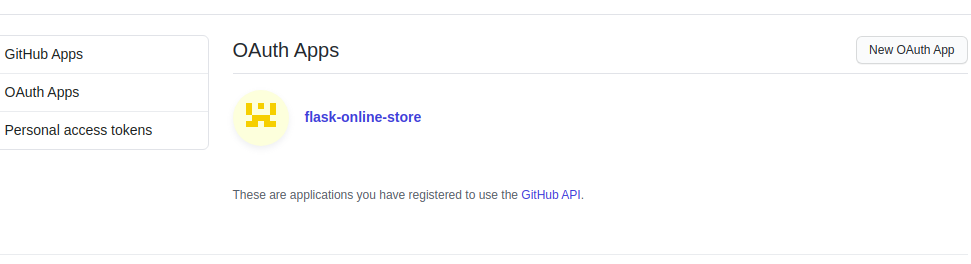 GitHub Apps
OAuth Apps
Personal access tokens
OAuth Apps
New OAuth App
flask-online-store
These are applications you have registered to use the GitHub API.